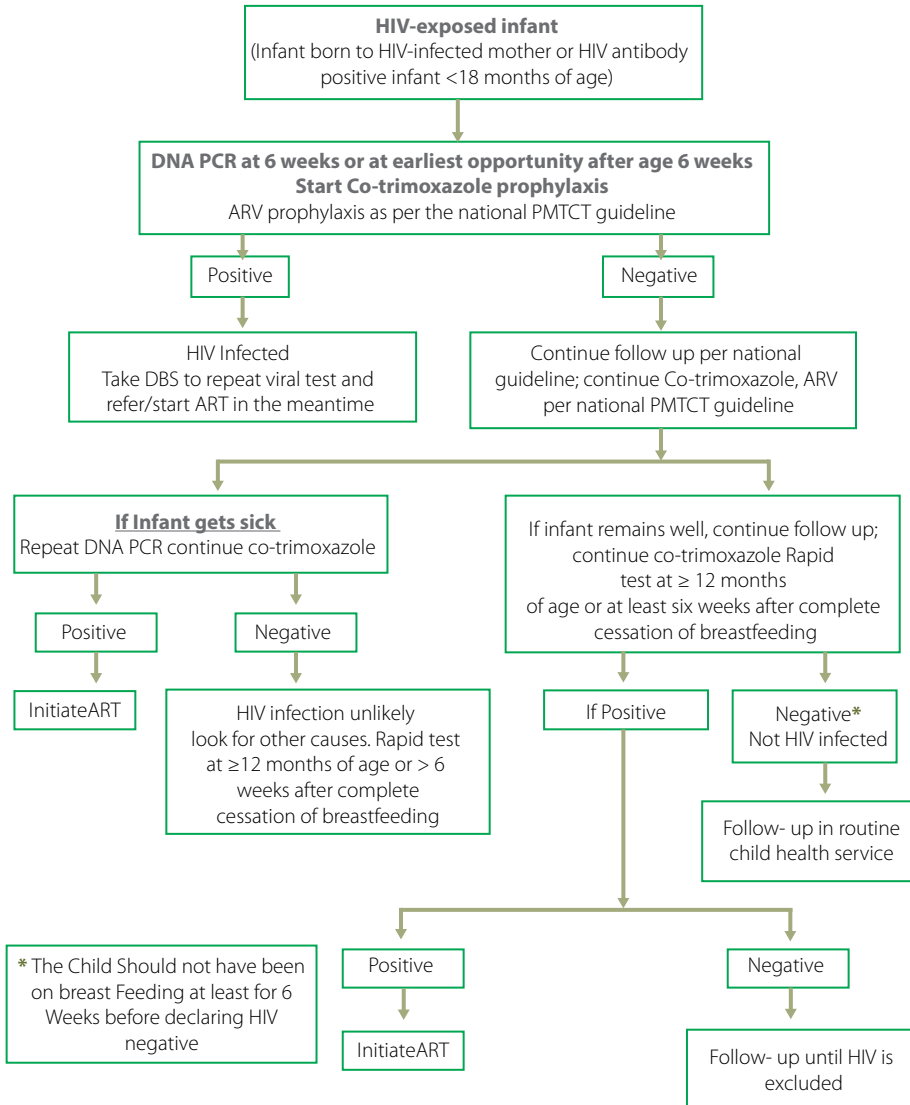 HIV-exposed infant
(Infant born to HIV-infected mother or HIV antibody
positive infant <18 months of age)
DNA PCR at 6 weeks or at earliest opportunity after age 6 weeks
Start Co-trimoxazole prophylaxis
ARV prophylaxis as per the national PMTCT guideline
Positive
Negative
HIV Infected
Take DBS to repeat viral test and
refer/start ART in the meantime
Continue follow up per national
guideline; continue Co-trimoxazole, ARV
per national PMTCT guideline
If Infant gets sick
Repeat DNA PCR continue co-trimoxazole
If infant remains well, continue follow up;
continue co-trimoxazole Rapid
test at ≥ 12 months
of age or at least six weeks after complete
cessation of breastfeeding
Positive
Negative
InitiateART
HIV infection unlikely
look for other causes. Rapid test
at ≥12 months of age or > 6
weeks after complete
cessation of breastfeeding
If Positive
Negative*
Not HIV infected
Follow- up in routine
child health service
* The Child Should not have been
on breast Feeding at least for 6
Weeks before declaring HIV
negative
Positive
Negative
InitiateART
Follow- up until HIV is
excluded